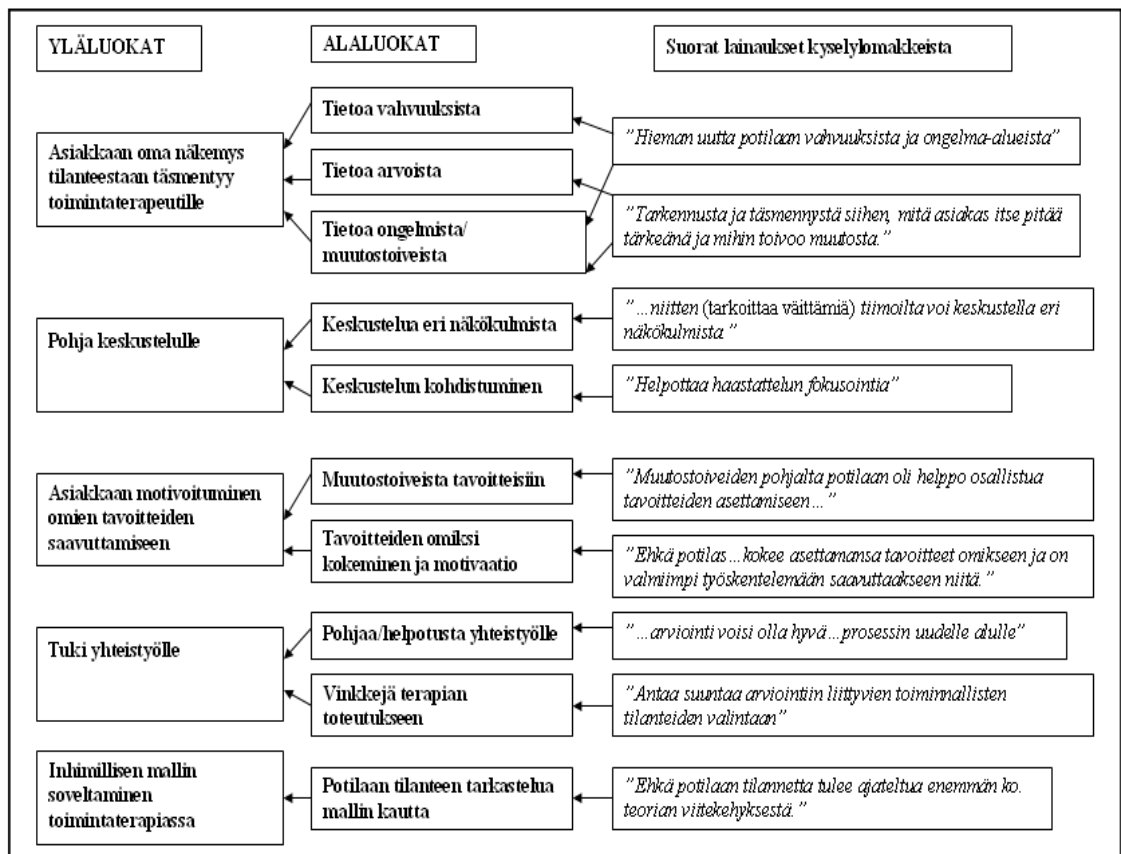 YLÄLUOKAT
ALALUOKAT
Suorat lainaukset kyselylomakkeista
Asiakkaan oma näkemys
tilanteestaan täsmentyy
toimintaterapeutille
Tietoa vahvuuksista
Tietoa arvoista
Tietoa ongelmista/
muutostoiveista
”Hieman uutta potilaan vahvuuksista ja ongelma-alueista”
”Tarkennusta ja täsmennystä siihen, mitä asiakas itse pitää
tärkeänä ja mihin toivoo muutosta.”
Pohja keskustelulle
Keskustelua eri näkökulmista
Keskustelun kohdistuminen
”…niitten (tarkoittaa väittämiä) tiimoilta voi keskustella eri
näkökulmista.”
”Helpottaa haastattelun fokusointia”
Asiakkaan motivoituminen
omien tavoitteiden
saavuttamiseen
Muutostoiveista tavoitteisiin
Tavoitteiden omiksi
kokeminen ja motivaatio
”Muutostoiveiden pohjalta potilaan oli helppo osallistua
tavoitteiden asettamiseen…”
”Ehkä potilas…kokee asettamansa tavoitteet omikseen ja on
valmiimpi työskentelemään saavuttaakseen niitä.”
Tuki yhteistyölle
Pohjaa/helpotusta yhteistyölle
Vinkkejä terapian
toteutukseen
”…arviointi voisi olla hyvä…prosessin uudelle alulle”
”Antaa suuntaa arviointiin liittyvien toiminnallisten
tilanteiden valintaan”
Inhimillisen mallin
soveltaminen
toimintaterapiassa
Potilaan tilanteen tarkastelua
mallin kautta
”Ehkä potilaan tilannetta tulee ajateltua enemmän ko.
teorian viitekehyksestä.”